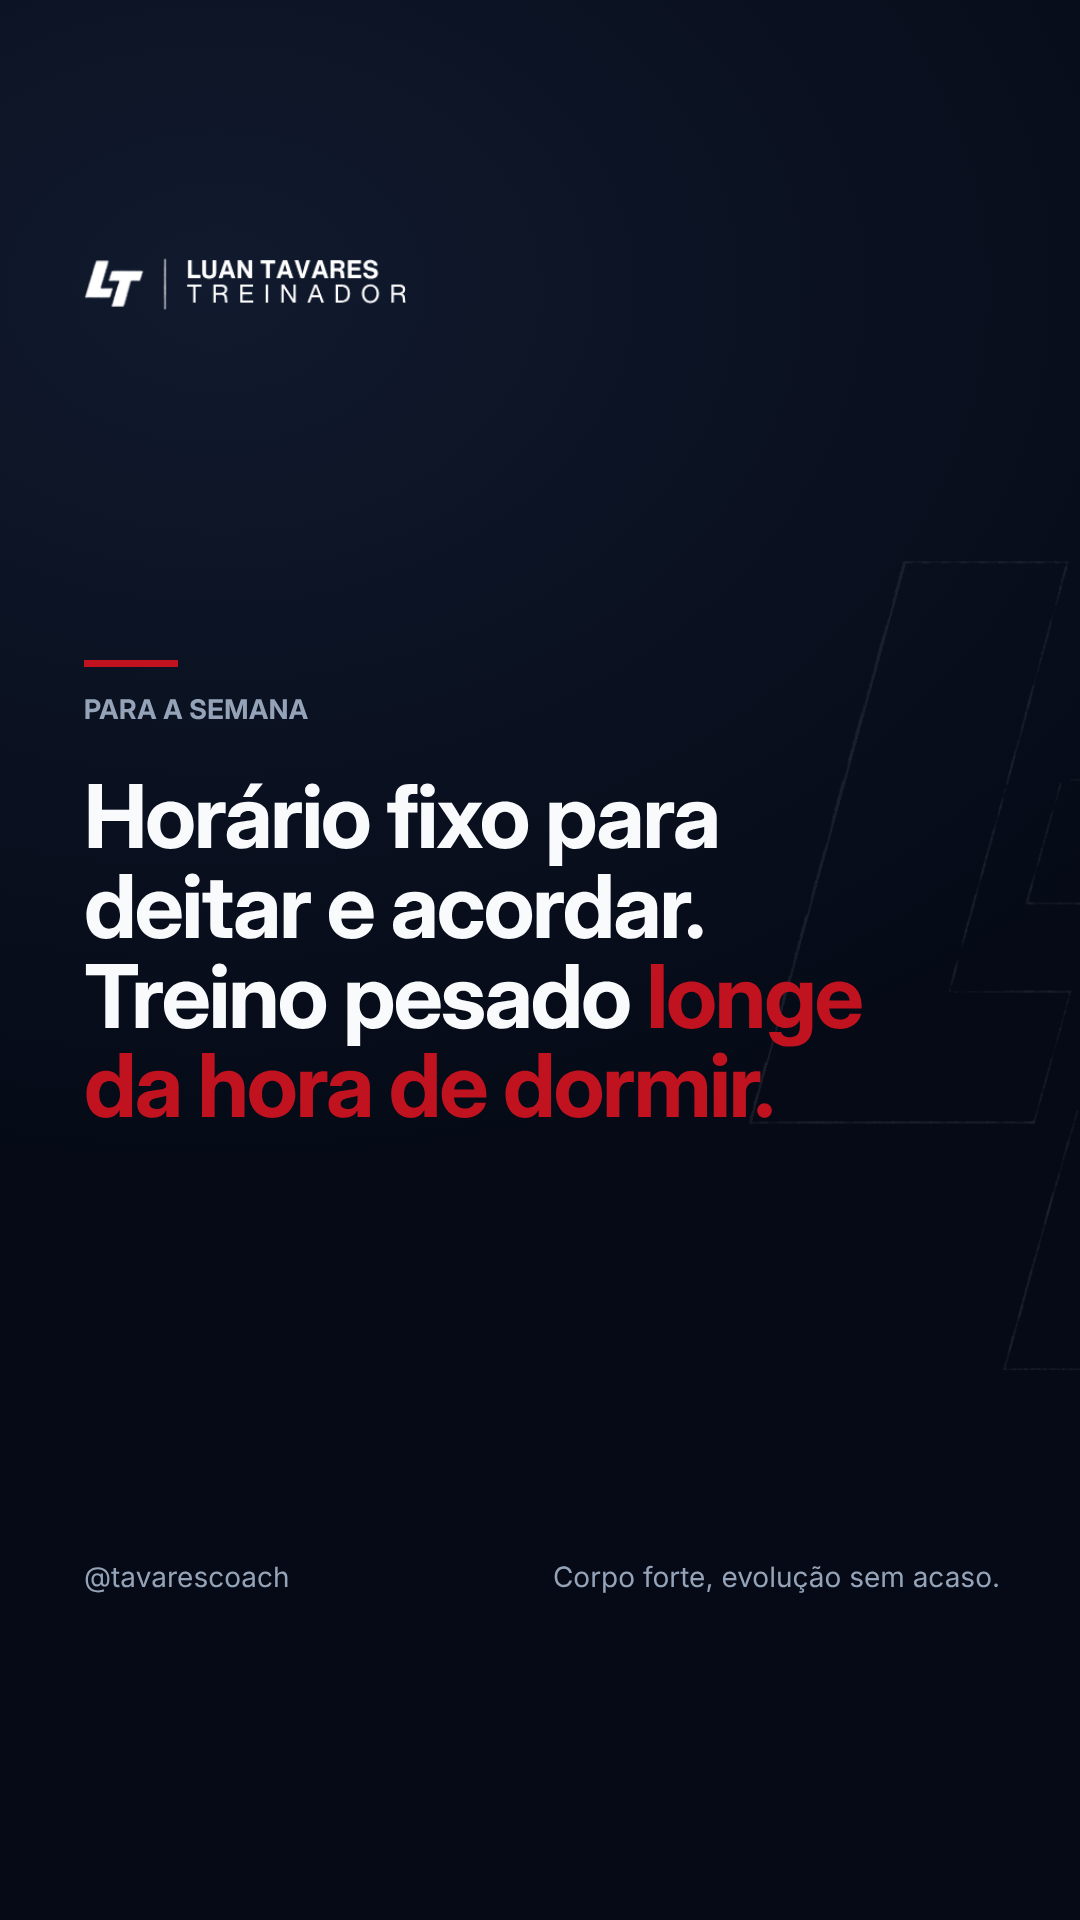 LT
LUAN TAVARES
TREINADOR
PARA A SEMANA
Horário fixo para
deitar e acordar.
Treino pesado longe
da hora de dormir.
@tavarescoach
Corpo forte, evolução sem acaso.